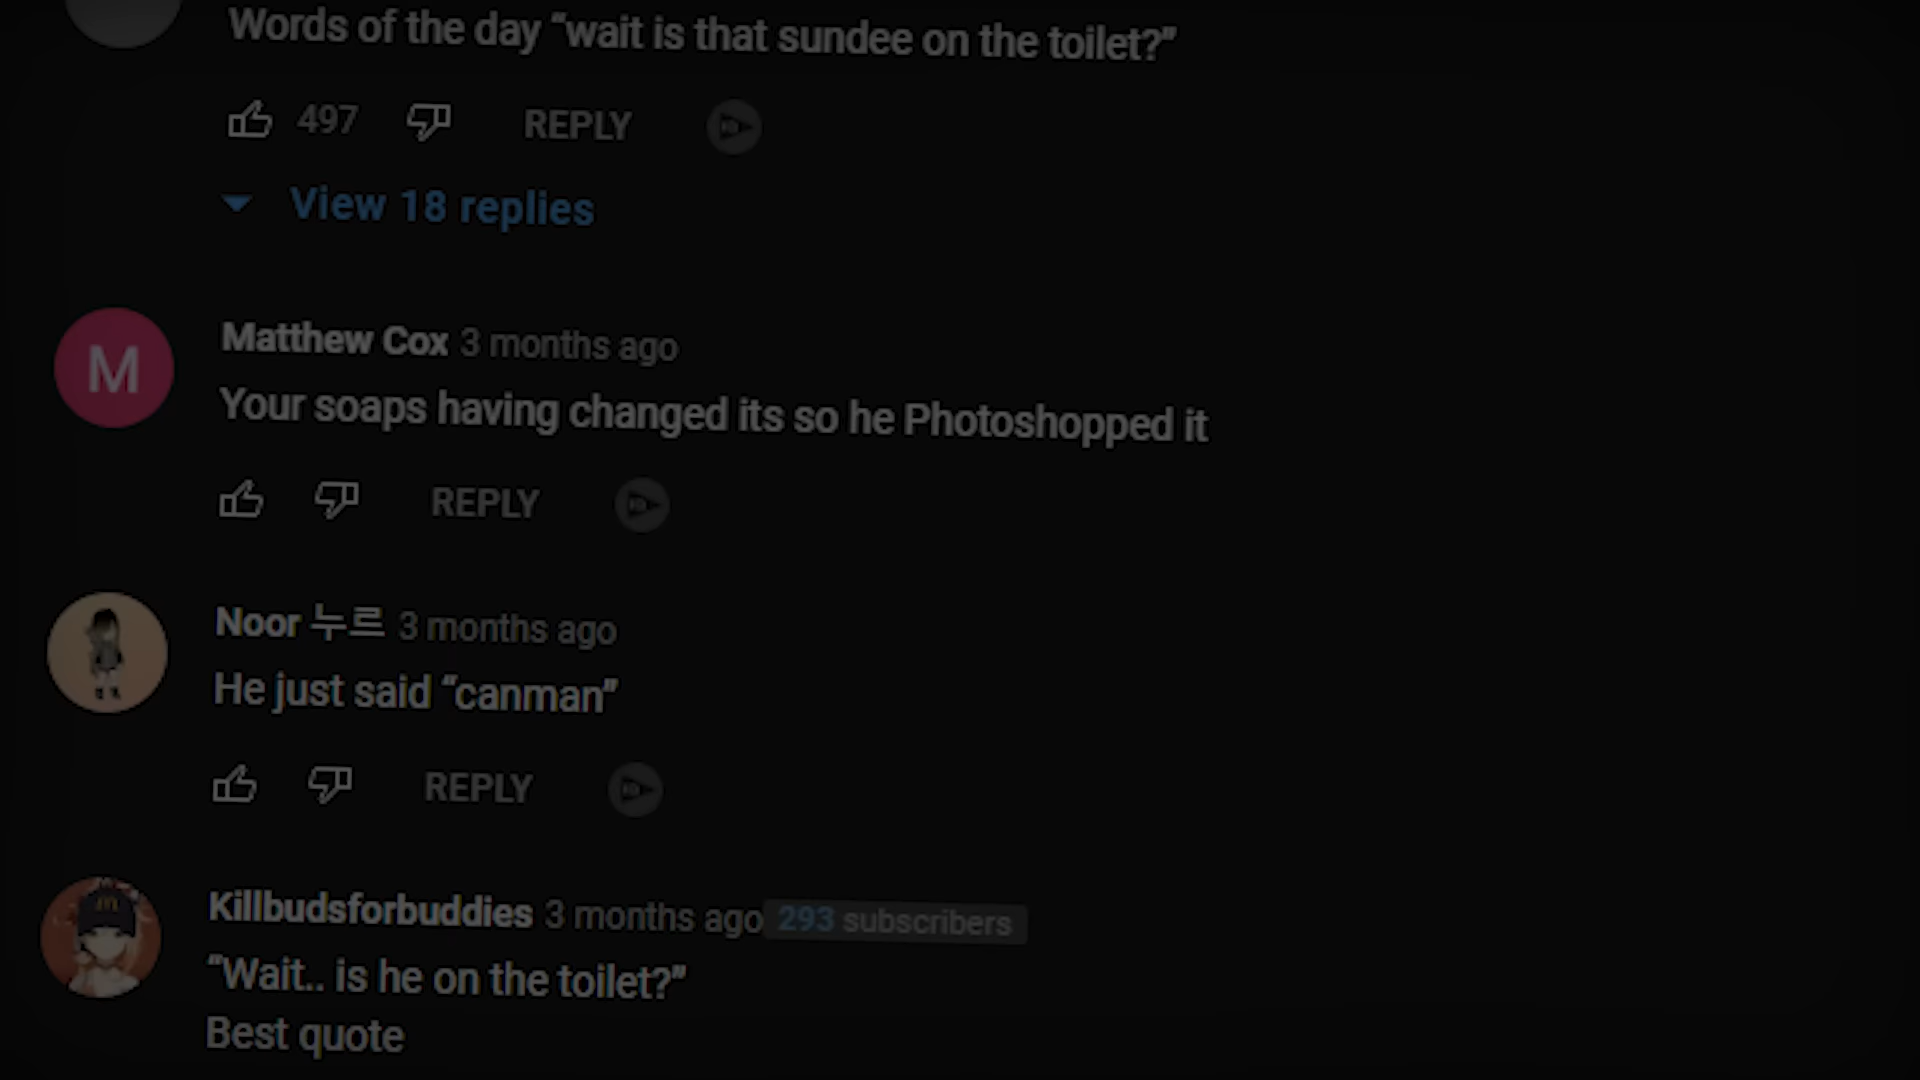 Words of the day “wait is that sundee on the toilet?”
497 REPLY
View 18 replies
M
Matthew Cox 3 months ago
Your soaps having changed its so he Photoshopped it
REPLY
Noor 누르 3 months ago
He just said “canman”
REPLY
Killbudsforbuddies 3 months ago 293 subscribers
“Wait.. is he on the toilet?”
Best quote